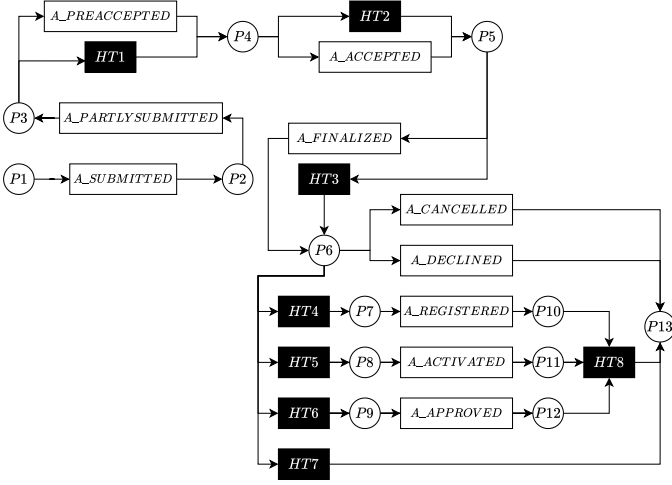 A_PREACCEPTED
HT1
P4
HT2
A_ACCEPTED
P5
P3
A_PARTLYSUBMITTED
A_FINALIZED
P1
A_SUBMITTED
P2
HT3
A_CANCELLED
P6
A_DECLINED
HT4
P7
A_REGISTERED
P10
P13
HT5
P8
A_ACTIVATED
P11
HT8
HT6
P9
A_APPROVED
P12
HT7